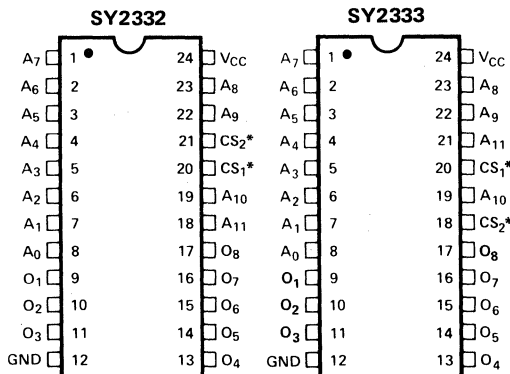 SY2332 SY2333
A7 1 24 VCC A7 1 24 VCC
A6 2 23 A8 A6 2 23 A8
A5 3 22 A9 A5 3 22 A9
A4 4 21 CS2* A4 4 21 A11
A3 5 20 CS1* A3 5 20 CS1*
A2 6 19 A10 A2 6 19 A10
A1 7 18 A11 A1 7 18 CS2*
A0 8 17 O8 A0 8 17 O8
O1 9 16 O7 O1 9 16 O7
O2 10 15 O6 O2 10 15 O6
O3 11 14 O5 O3 11 14 O5
GND 12 13 O4 GND 12 13 O4